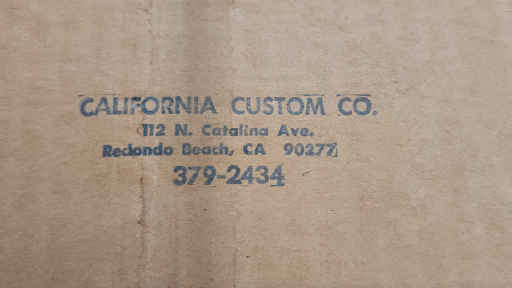 CALIFORNIA CUSTOM CO.
112 N. Catalina Ave.
Redondo Beach, CA 90277
379-2434